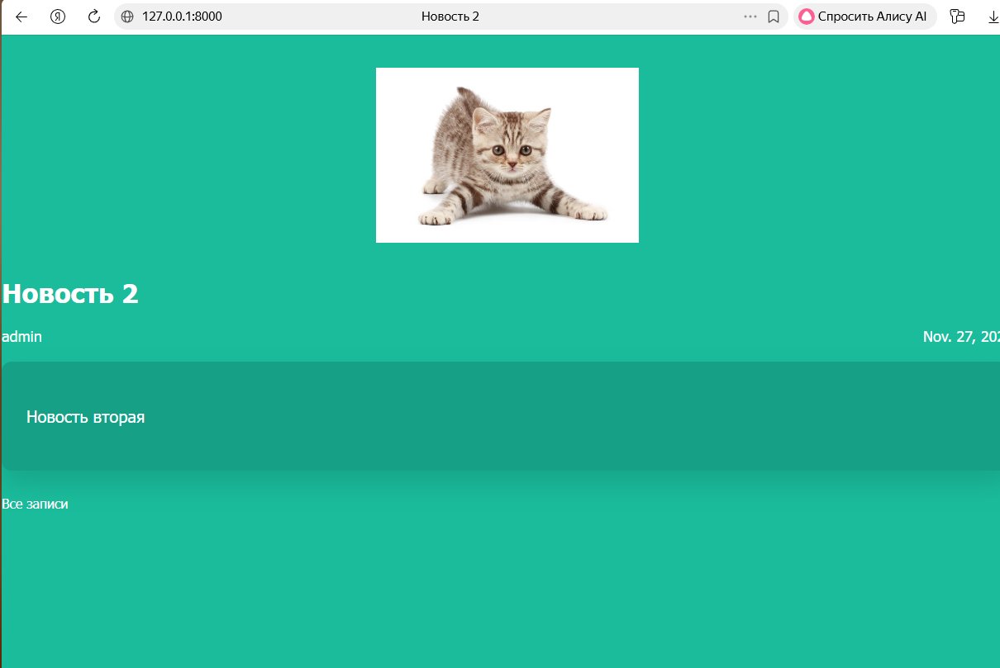 127.0.0.1:8000 Новость 2 Спросить Алису AI
Новость 2
admin Nov. 27, 202
Новость вторая
Все записи